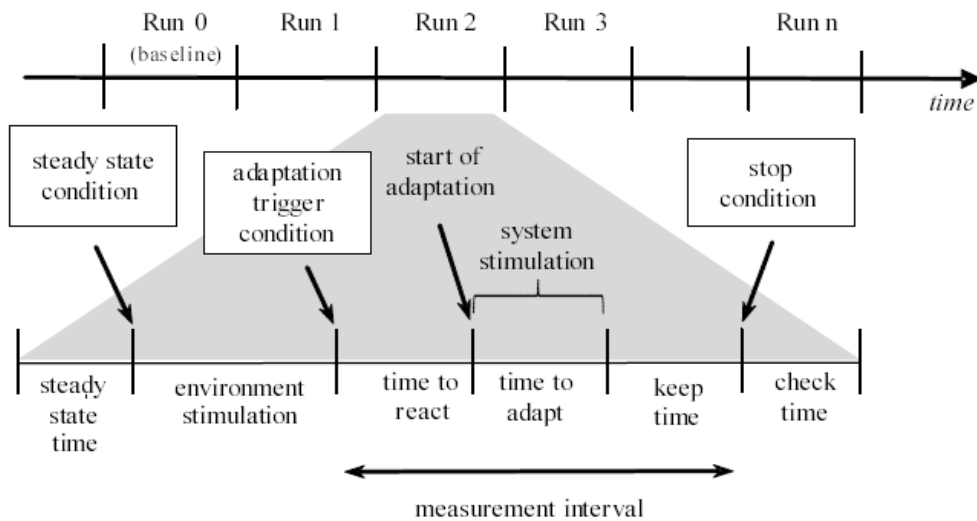 Run 0
(baseline)
Run 1
Run 2
Run 3
Run n
time
steady state
condition
adaptation
trigger
condition
start of
adaptation
system
stimulation
stop
condition
steady
state
time
environment
stimulation
time to
react
time to
adapt
keep
time
check
time
measurement interval